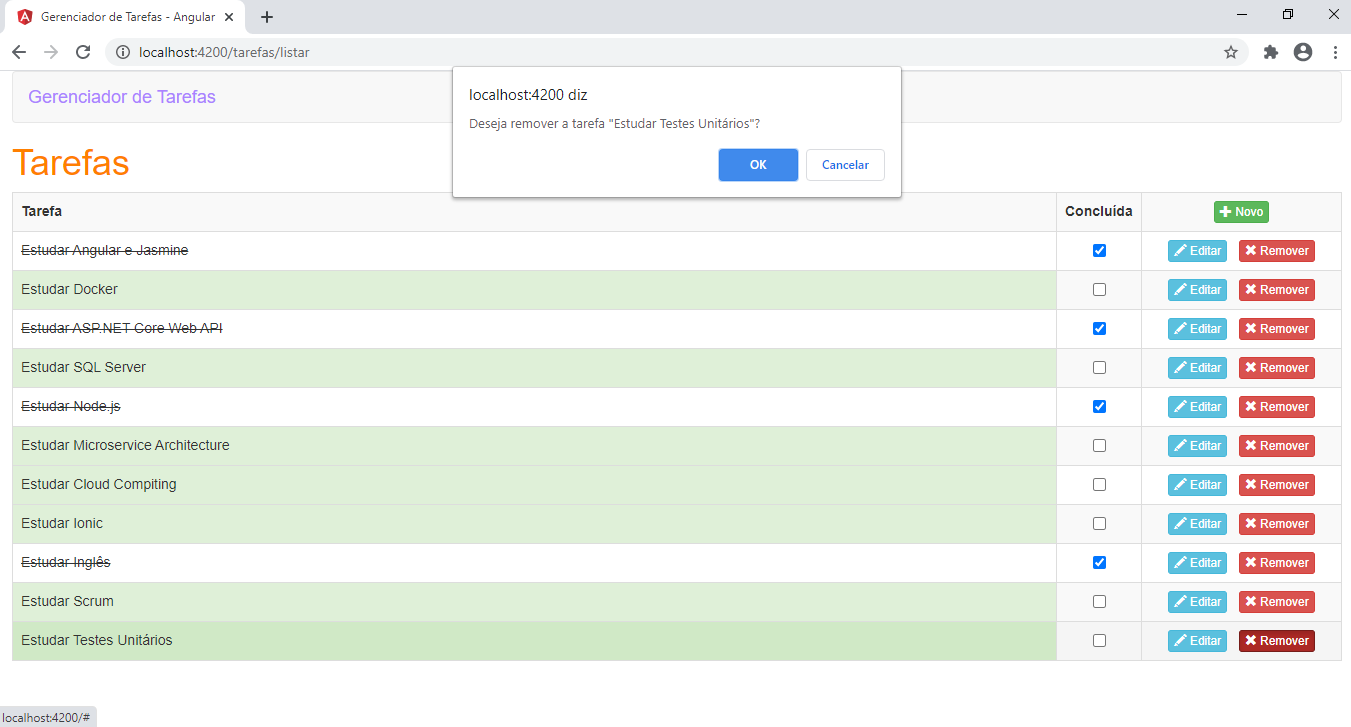 Gerenciador de Tarefas - Angular
localhost:4200/tarefas/listar
Gerenciador de Tarefas
localhost:4200 diz
Deseja remover a tarefa "Estudar Testes Unitários"?
OK Cancelar
Tarefas
Tarefa Concluída Novo
Estudar Angular e Jasmine Editar Remover
Estudar Docker Editar Remover
Estudar ASP.NET Core Web API Editar Remover
Estudar SQL Server Editar Remover
Estudar Node.js Editar Remover
Estudar Microservice Architecture Editar Remover
Estudar Cloud Compiting Editar Remover
Estudar Ionic Editar Remover
Estudar Inglês Editar Remover
Estudar Scrum Editar Remover
Estudar Testes Unitários Editar Remover
localhost:4200/#